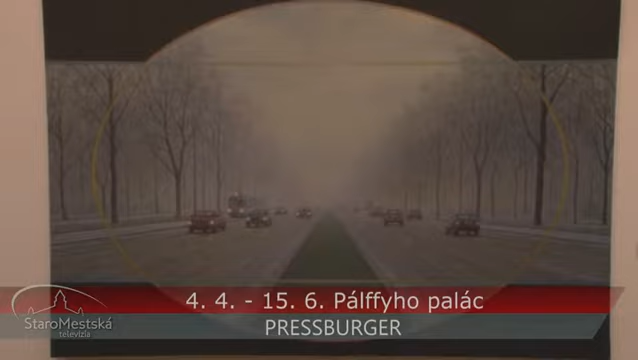 4. 4. - 15. 6. Pálffyho palác
PRESSBURGER
StaroMestská
televízia